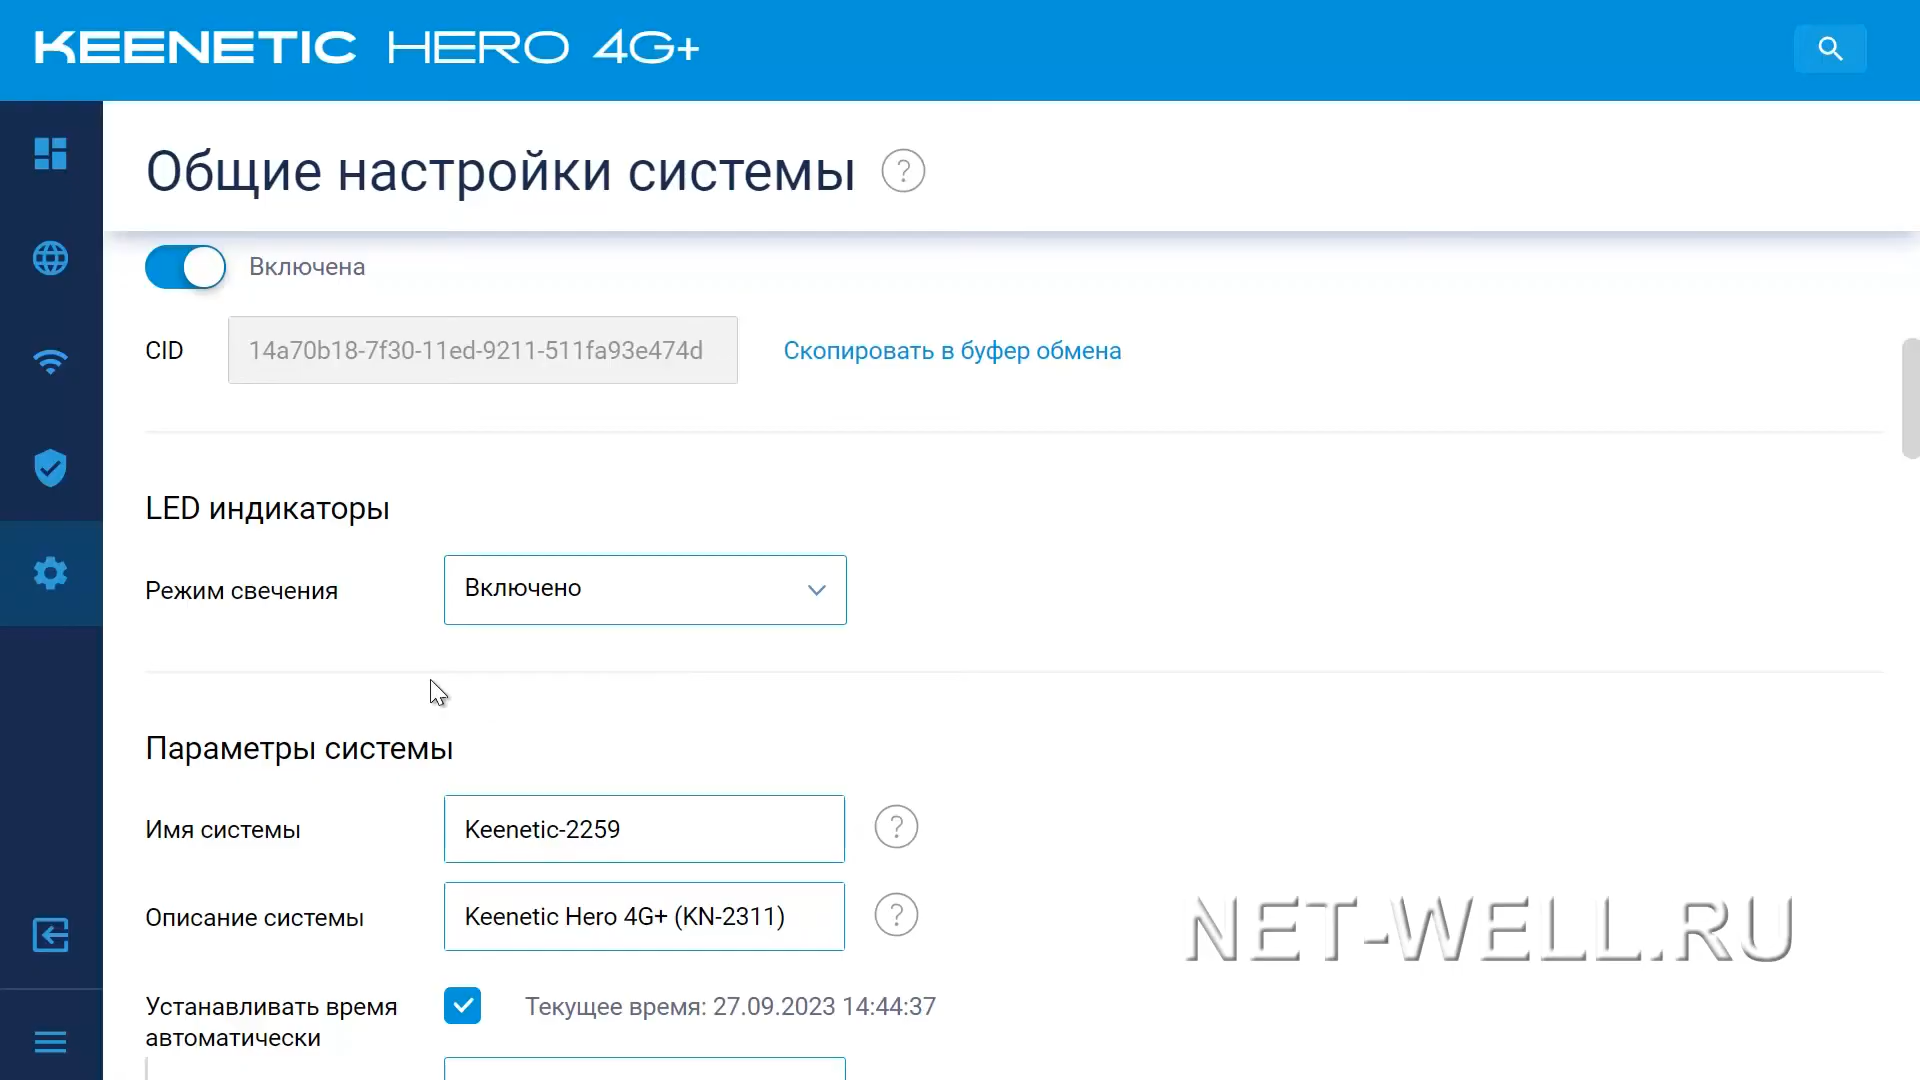 KEENETIC HERO 4G+
Общие настройки системы ?
Включена
CID 14a70b18-7f30-11ed-9211-511fa93e474d Скопировать в буфер обмена
LED индикаторы
Режим свечения Включено
Параметры системы
Имя системы Keenetic-2259 ?
Описание системы Keenetic Hero 4G+ (KN-2311) ?
NET-WELL.RU
Устанавливать время Текущее время: 27.09.2023 14:44:37
автоматически